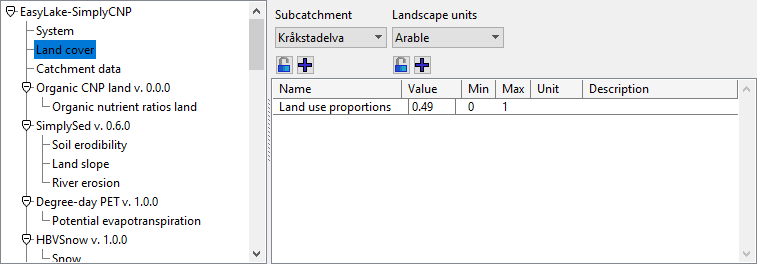 EasyLake-SimplyCNP
System
Land cover
Catchment data
Organic CNP land v. 0.0.0
Organic nutrient ratios land
SimplySed v. 0.6.0
Soil erodibility
Land slope
River erosion
Degree-day PET v. 1.0.0
Potential evapotranspiration
HBVSnow v. 1.0.0
Snow
Subcatchment Landscape units
Kråkstadelva Arable
Name Value Min Max Unit Description
Land use proportions 0.49 0 1